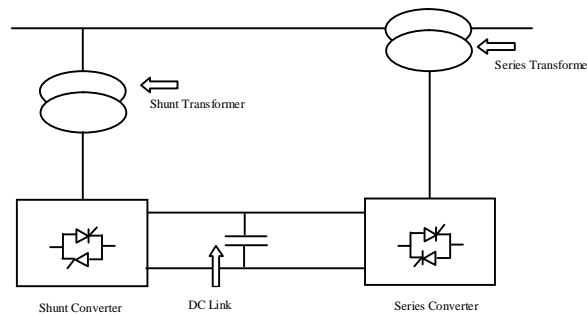 Series Transforme
Shunt Transformer
DC Link
Shunt Converter
Series Converter